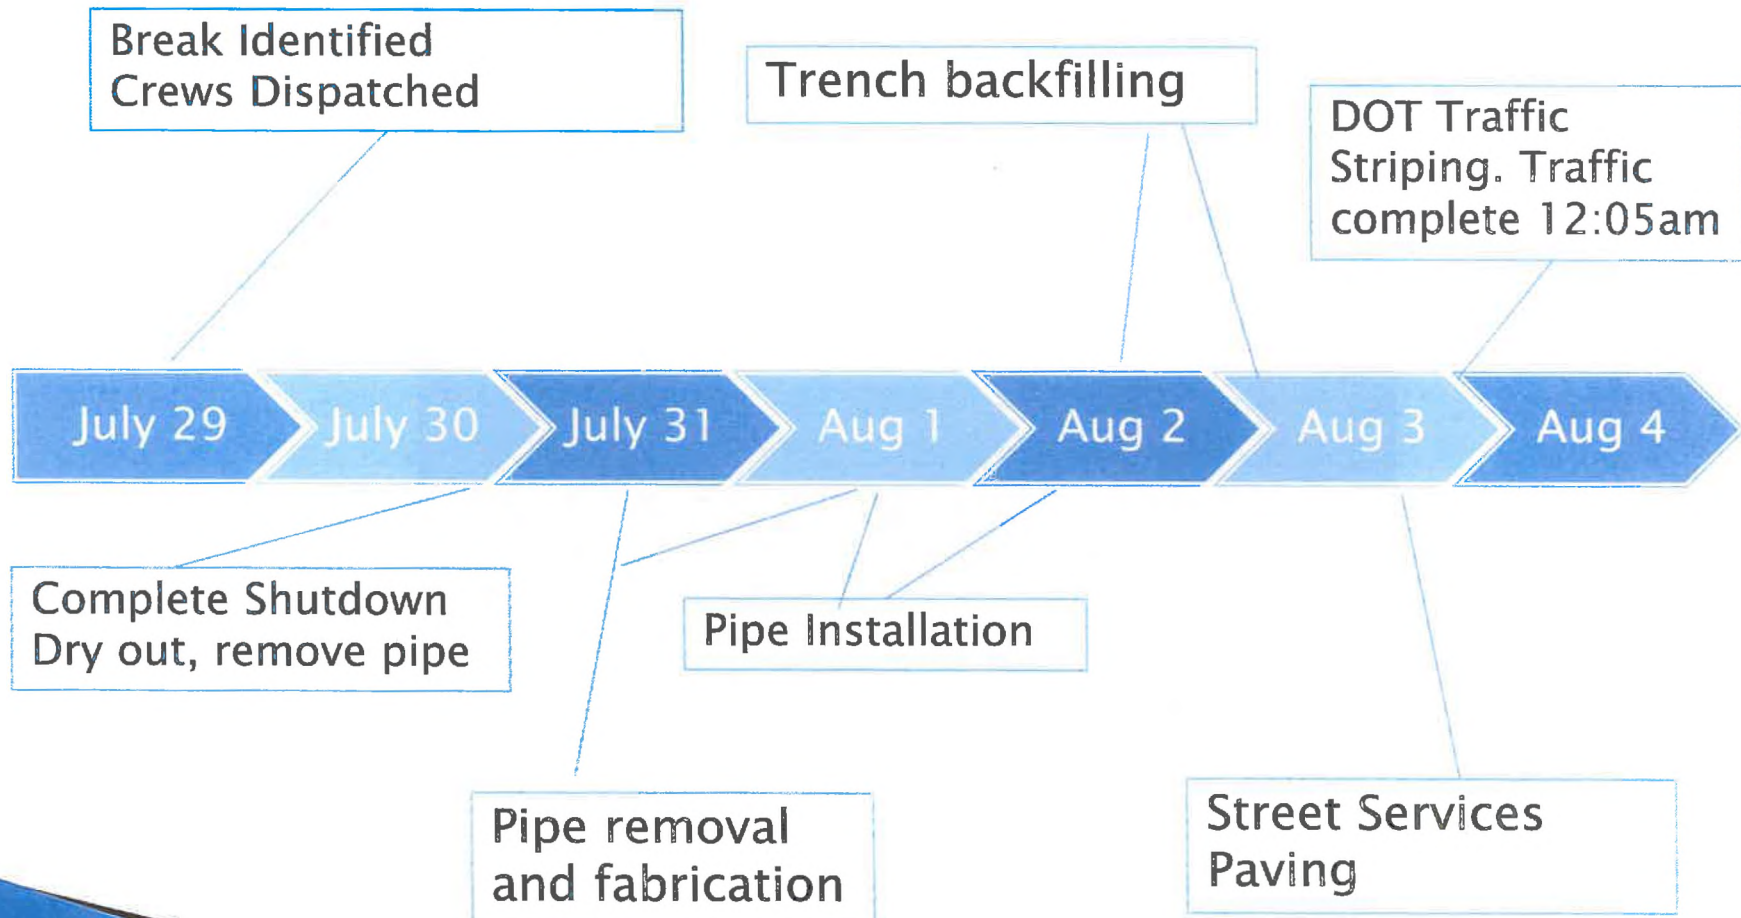 Break Identified
Crews Dispatched
Trench backfilling
DOT Traffic
Striping. Traffic
complete 12:05am
July 29
July 30
July 31
Aug 1
Aug 2
Aug 3
Aug 4
Complete Shutdown
Dry out, remove pipe
Pipe Installation
Pipe removal
and fabrication
Street Services
Paving